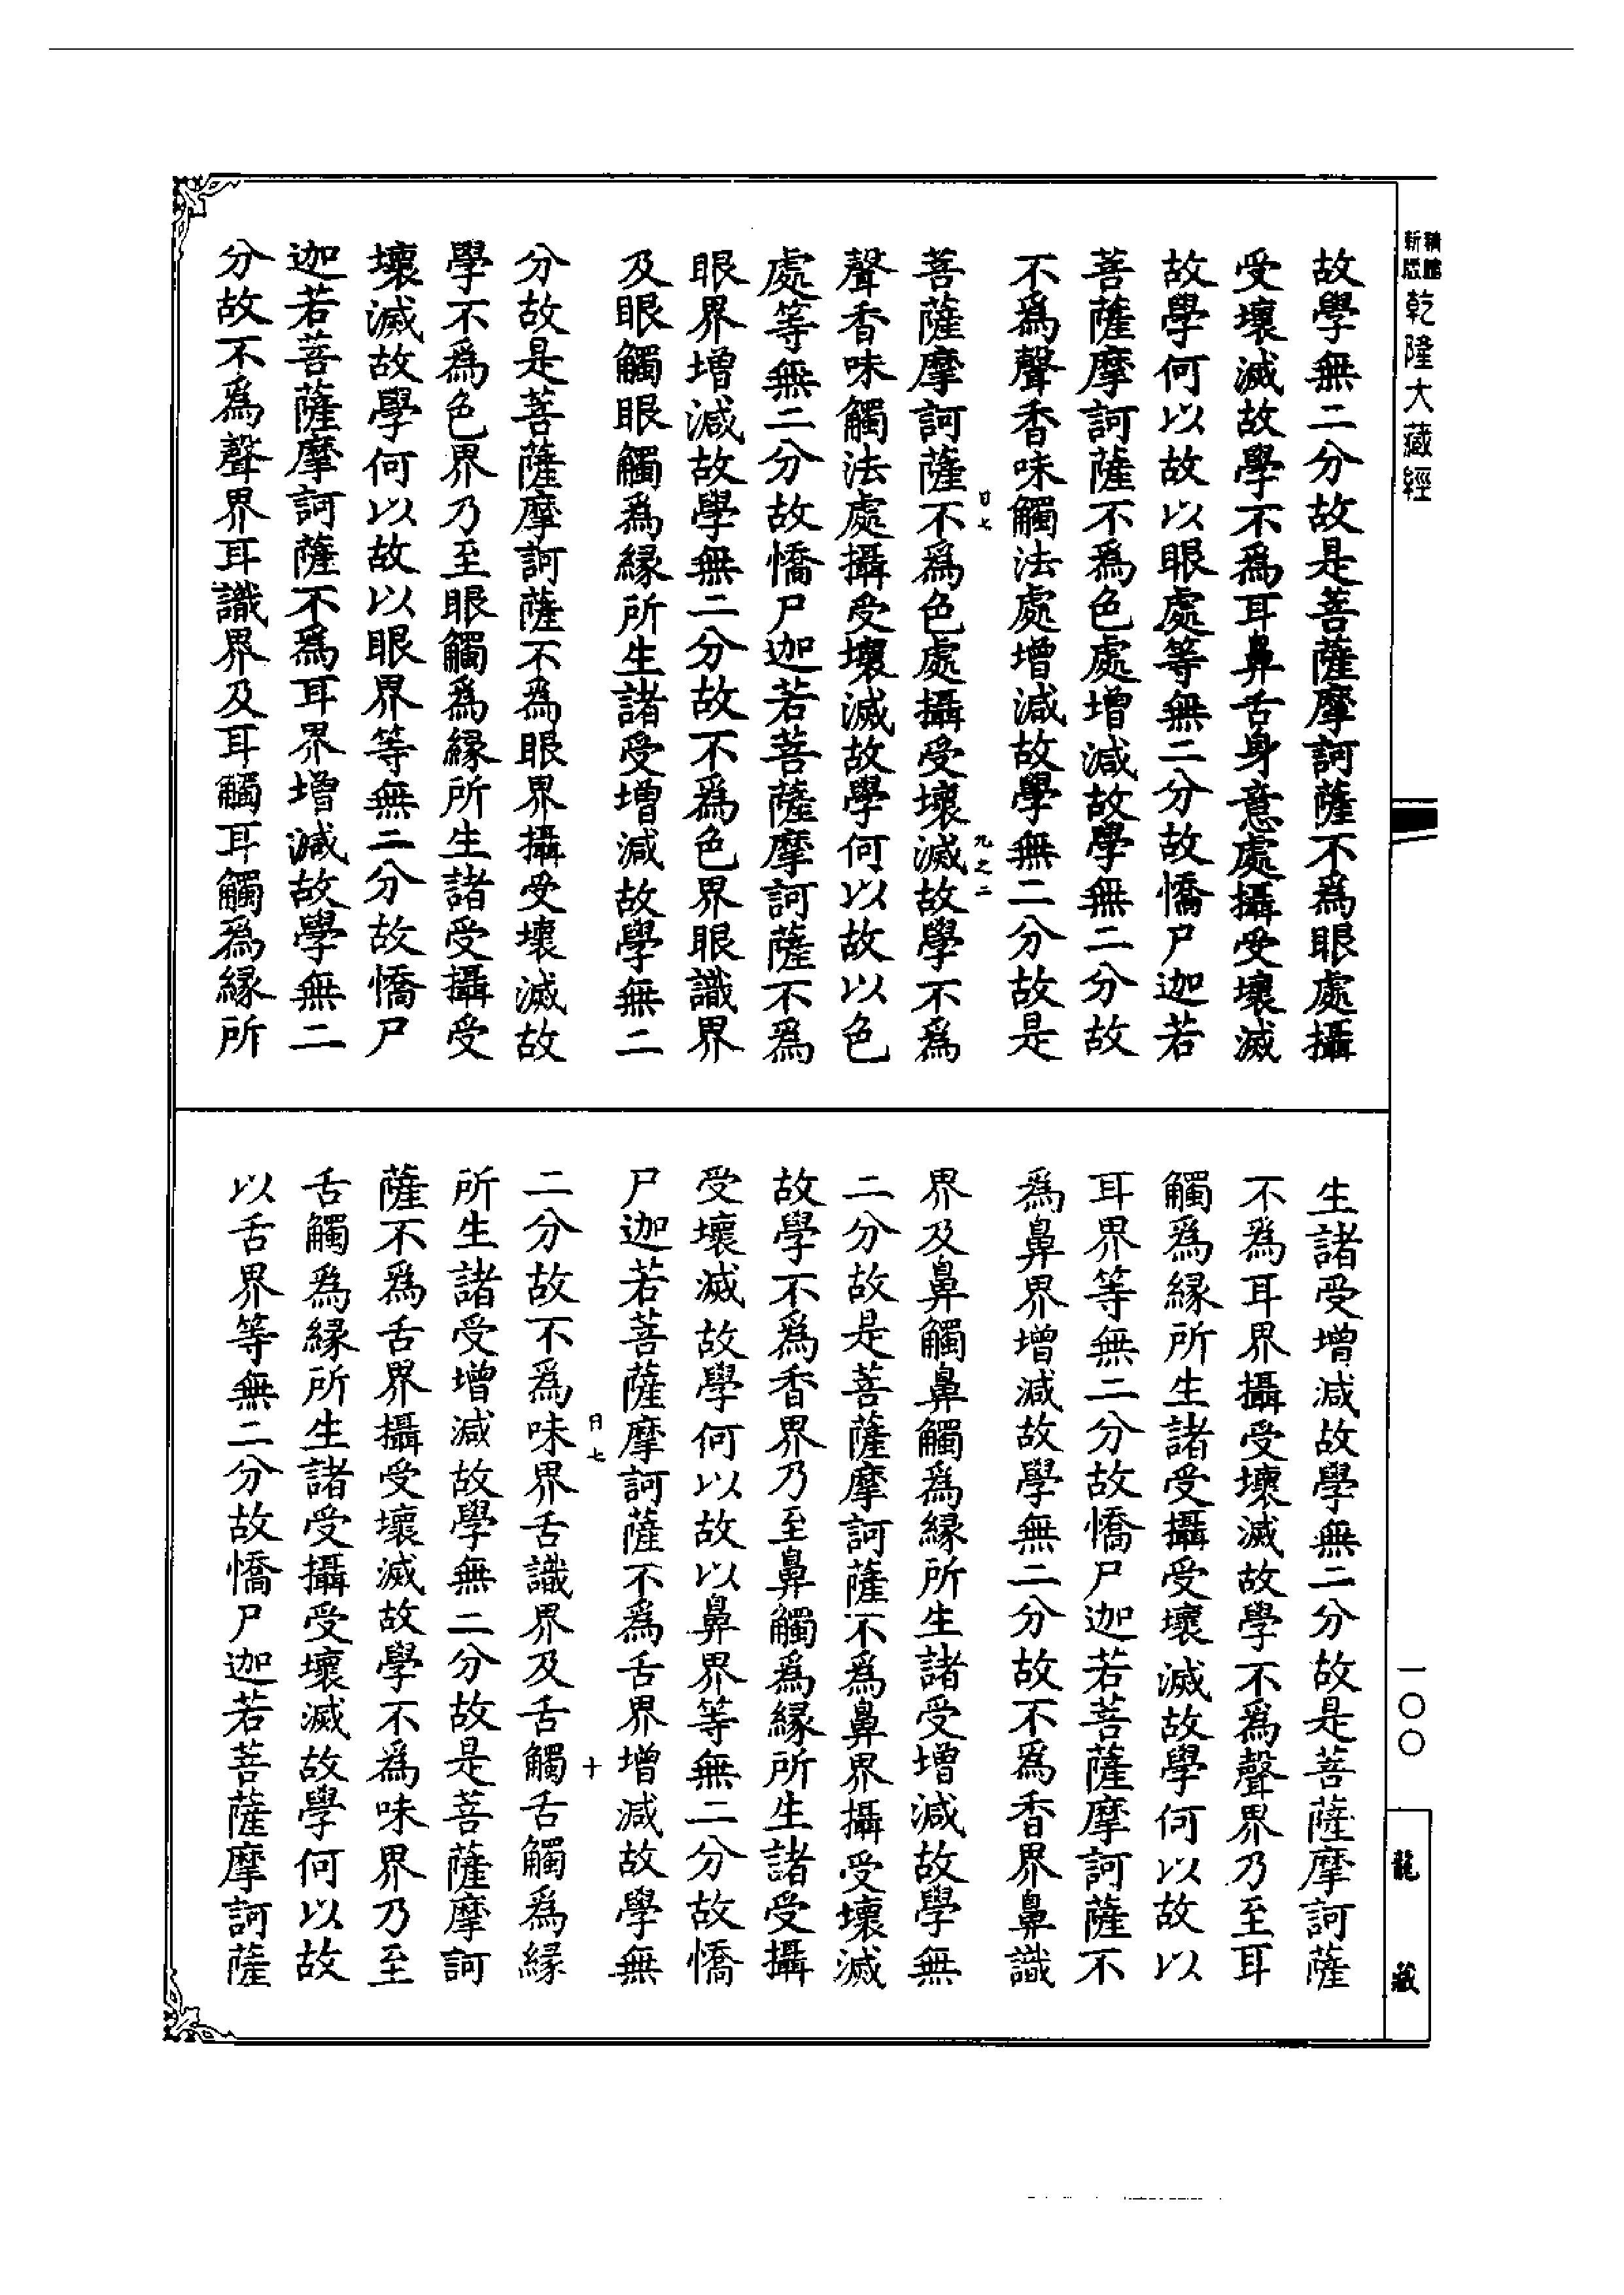 精雕
新版
乾隆大藏經
故學無二分故是菩薩摩訶薩不爲眼處攝
受壞滅故學不爲耳鼻舌身意處攝受壞滅
故學何以故以眼處等無二分故憍尸迦若
菩薩摩訶薩不爲色處增減故學無二分故
不爲聲香味觸法處增減故學無二分故是
日七
九之二
菩薩摩訶薩不爲色處攝受壞滅故學不爲
聲香味觸法處攝受壞滅故學何以故以色
處等無二分故憍尸迦若菩薩摩訶薩不爲
眼界增減故學無二分故不爲色界眼識界
及眼觸眼觸爲緣所生諸受增減故學無二
分故是菩薩摩訶薩不爲眼界攝受壞滅故
學不爲色界乃至眼觸爲緣所生諸受攝受
壞滅故學何以故以眼界等無二分故憍尸
迦若菩薩摩訶薩不爲耳界增減故學無二
分故不爲聲界耳識界及耳觸耳觸爲緣所
生諸受增減故學無二分故是菩薩摩訶薩
不爲耳界攝受壞滅故學不爲聲界乃至耳
觸爲緣所生諸受攝受壞滅故學何以故以
耳界等無二分故憍尸迦若菩薩摩訶薩不
爲鼻界增減故學無二分故不爲香界鼻識
界及鼻觸鼻觸爲緣所生諸受增減故學無
二分故是菩薩摩訶薩不爲鼻界攝受壞滅
故學不爲香界乃至鼻觸爲緣所生諸受攝
受壞滅故學何以故以鼻界等無二分故憍
尸迦若菩薩摩訶薩不爲舌界增減故學無
日七
十
二分故不爲味界舌識界及舌觸舌觸爲緣
所生諸受增減故學無二分故是菩薩摩訶
薩不爲舌界攝受壞滅故學不爲味界乃至
舌觸爲緣所生諸受攝受壞滅故學何以故
以舌界等無二分故憍尸迦若菩薩摩訶薩
一〇〇
龍藏